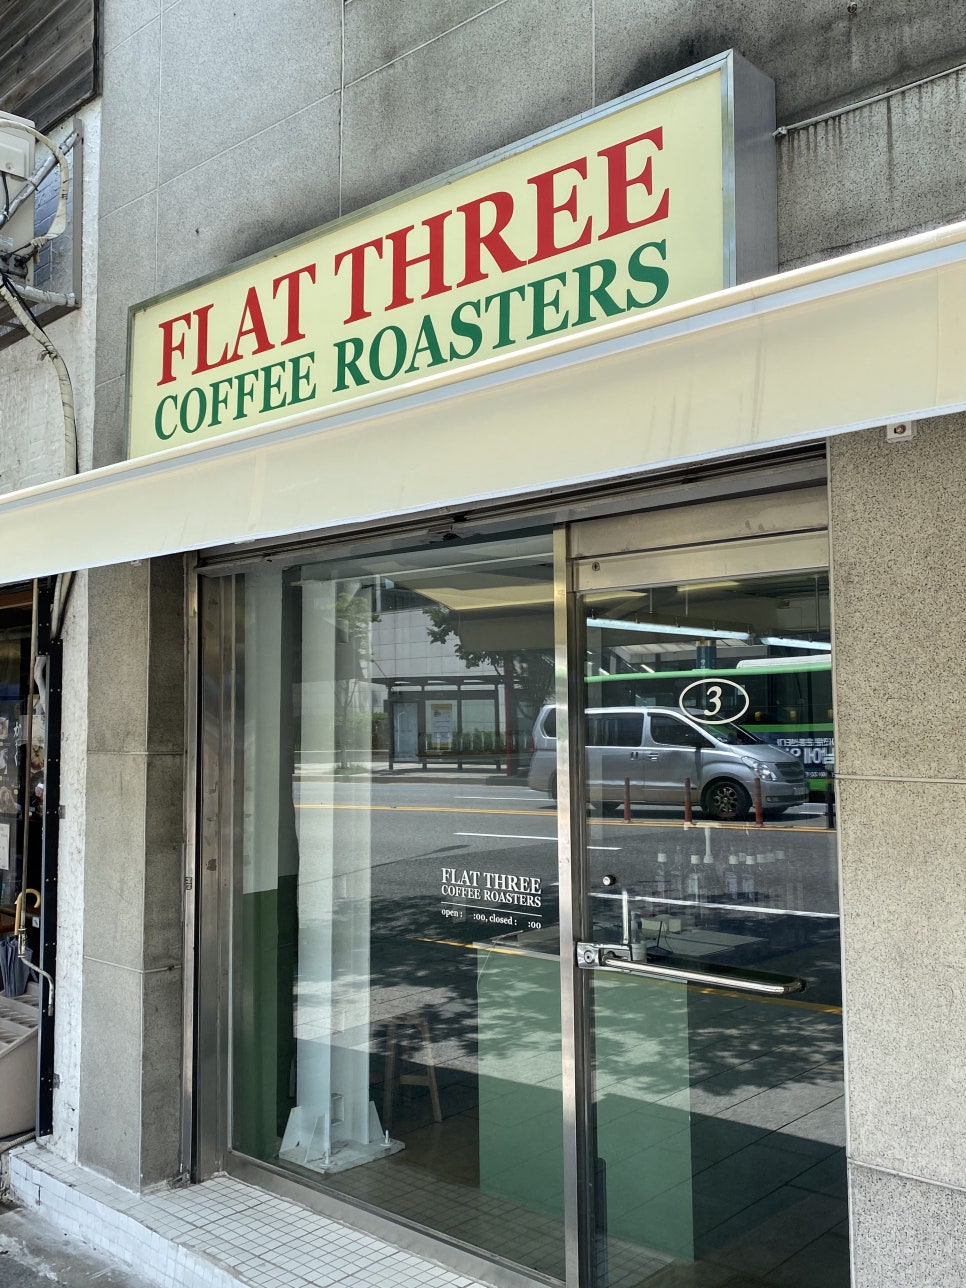 FLAT THREE
COFFEE ROASTERS
3
FLAT THREE
COFFEE ROASTERS
open : :00, closed : :00